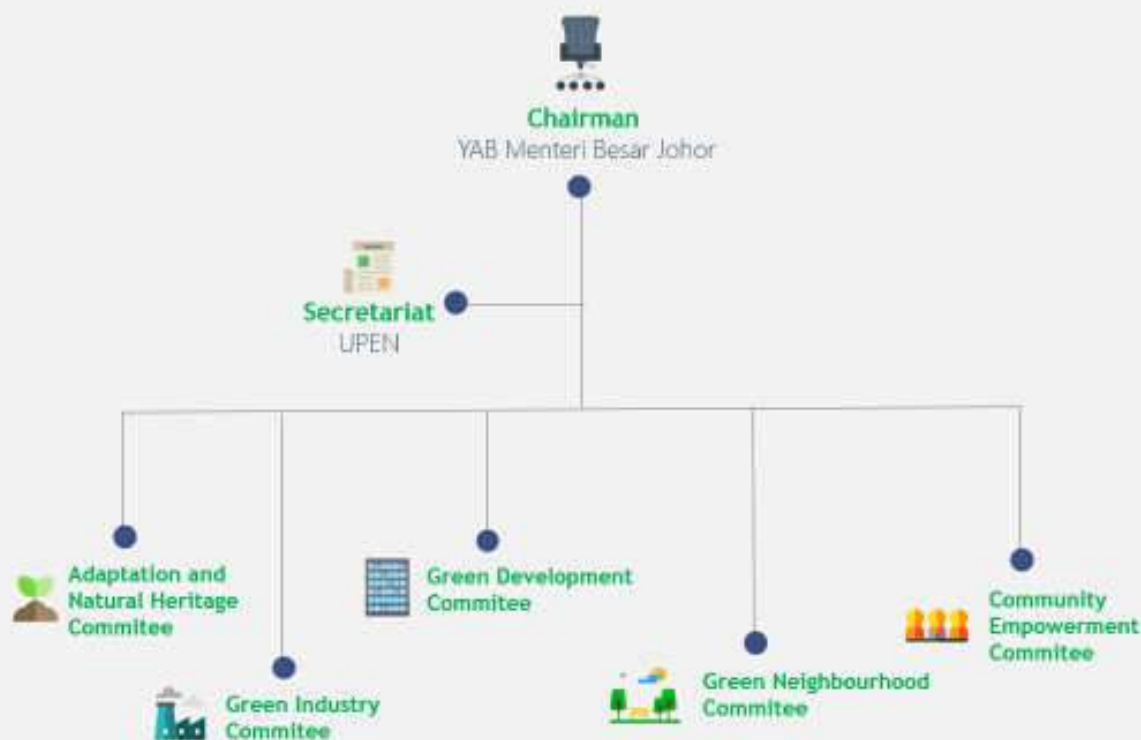 Chairman
YAB Menteri Besar Johor
Secretariat
UPEN
Adaptation and
Natural Heritage
Commitee
Green Industry
Commitee
Green Development
Commitee
Green Neighbourhood
Commitee
Community
Empowerment
Commitee